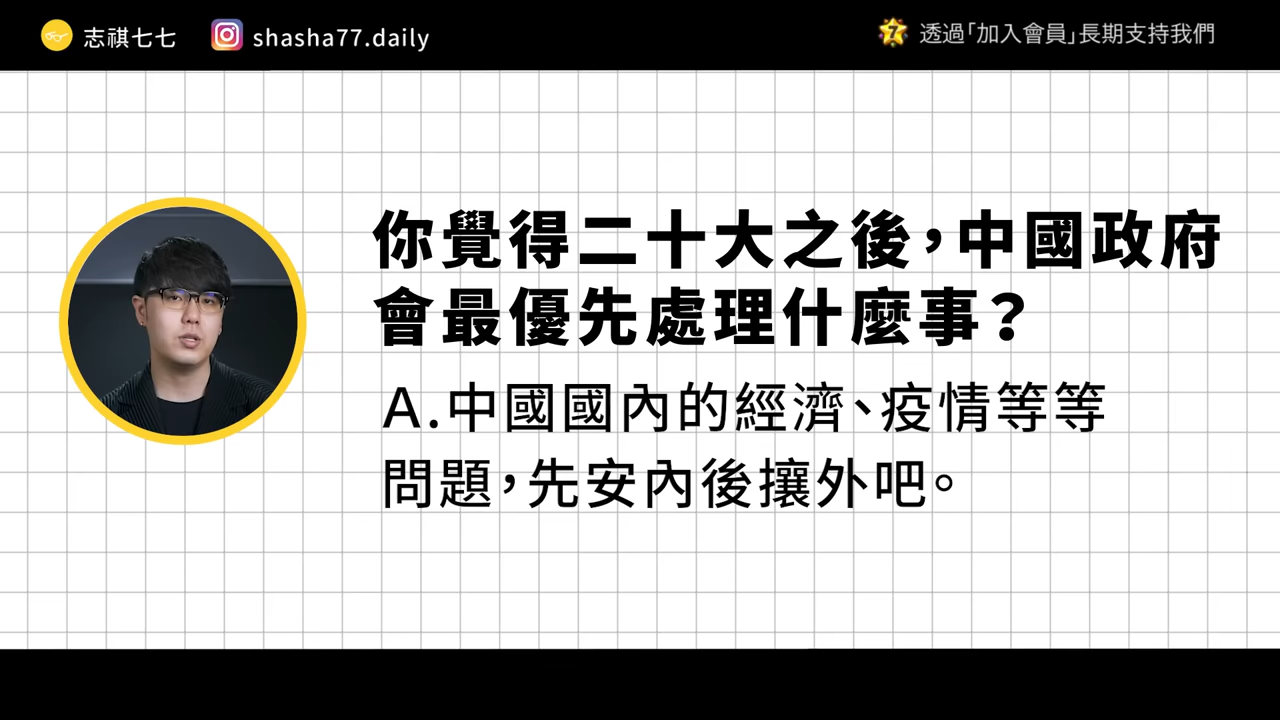 志祺七七
shasha77.daily
7
透過「加入會員」長期支持我們
你覺得二十大之後，中國政府
會最優先處理什麼事？
A.中國國內的經濟、疫情等等
問題，先安內後攘外吧。